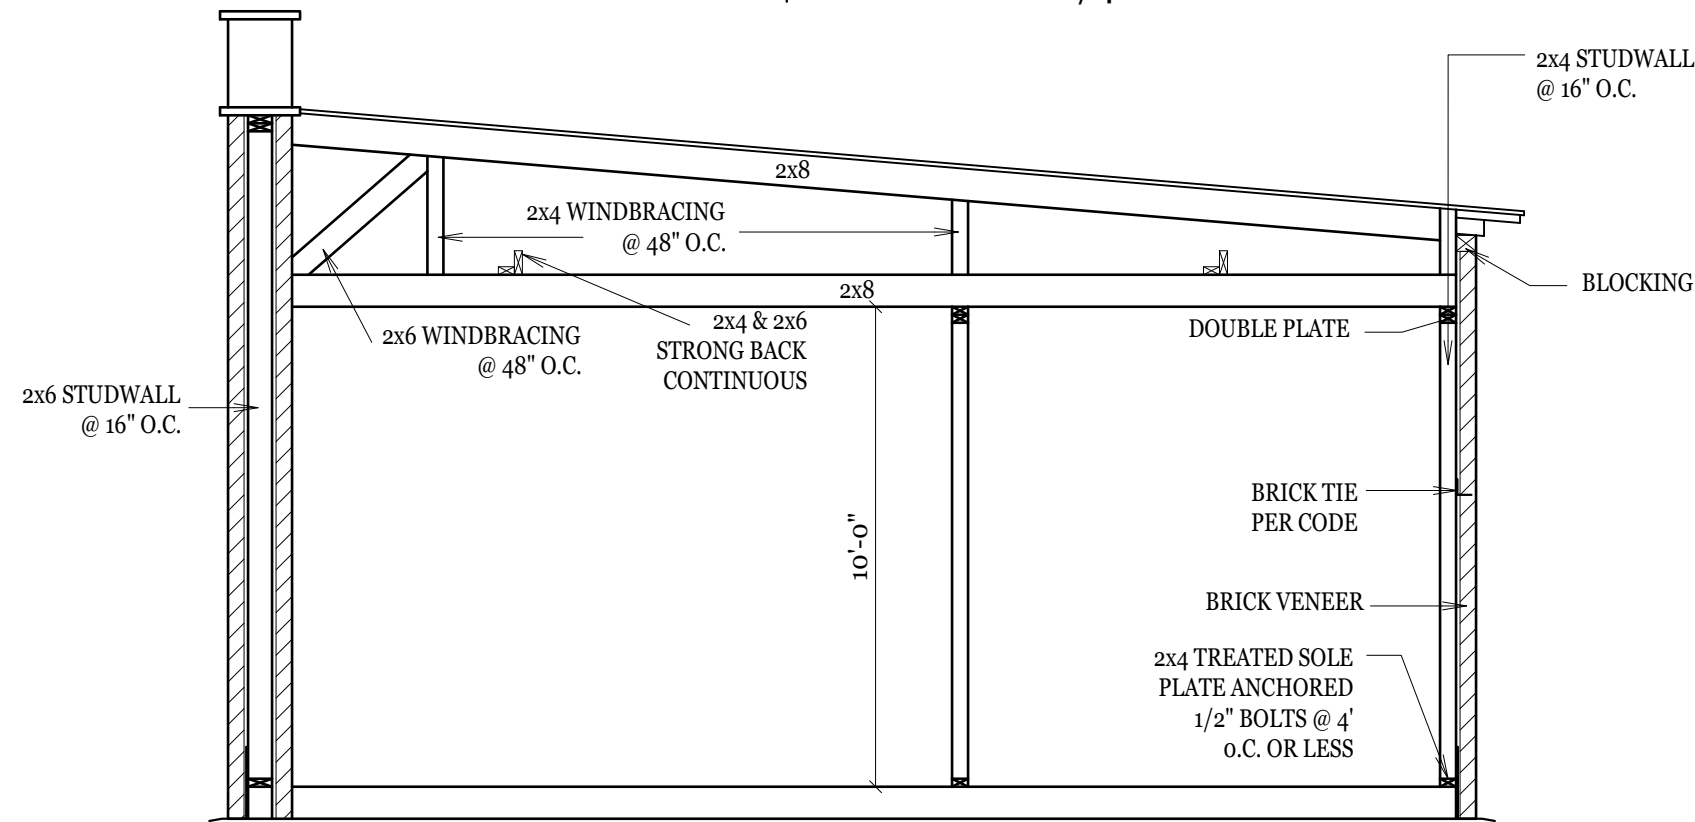 2x4 STUDWALL
@ 16" O.C.
2x8
2x4 WINDBRACING
@ 48" O.C.
BLOCKING
2x8
2x4 & 2x6
STRONG BACK
CONTINUOUS
DOUBLE PLATE
2x6 WINDBRACING
@ 48" O.C.
2x6 STUDWALL
@ 16" O.C.
10'-0"
BRICK TIE
PER CODE
BRICK VENEER
2x4 TREATED SOLE
PLATE ANCHORED
1/2" BOLTS @ 4'
O.C. OR LESS